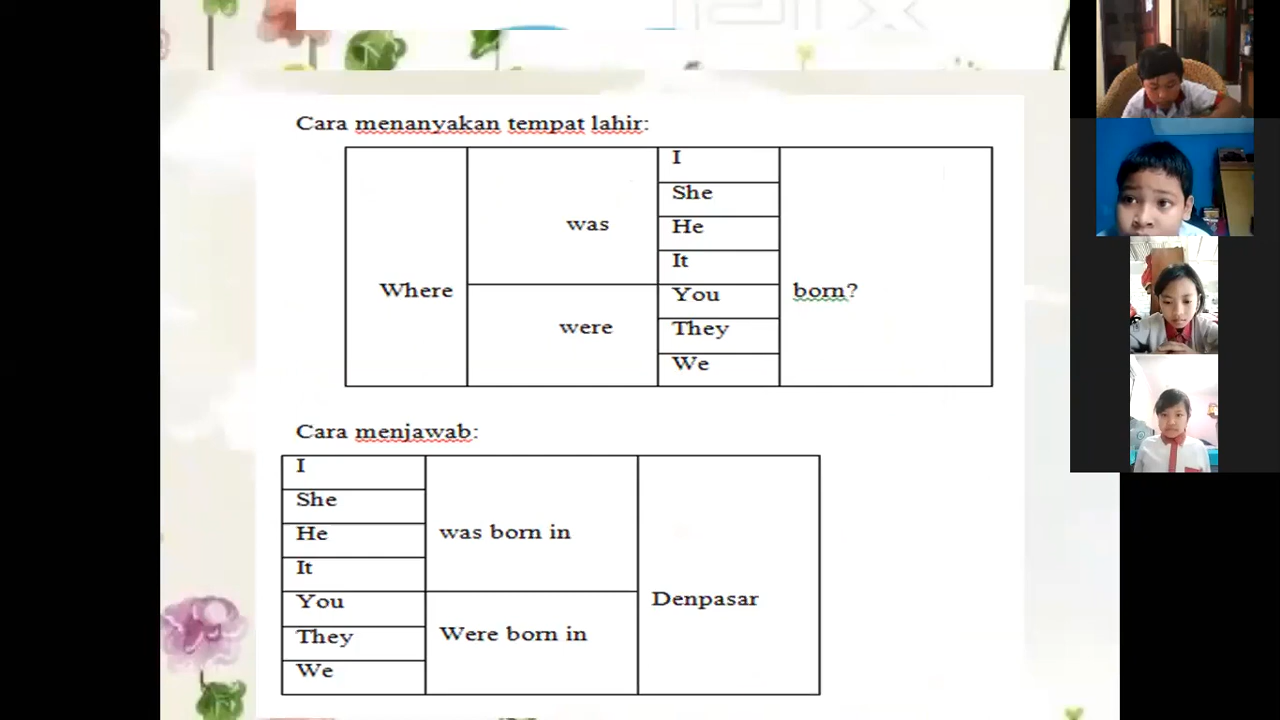 Cara menanyakan tempat lahir:
I
She
was
He
It
Where
You
born?
were
They
We
Cara menjawab:
I
She
was born in
He
It
You
Denpasar
Were born in
They
We